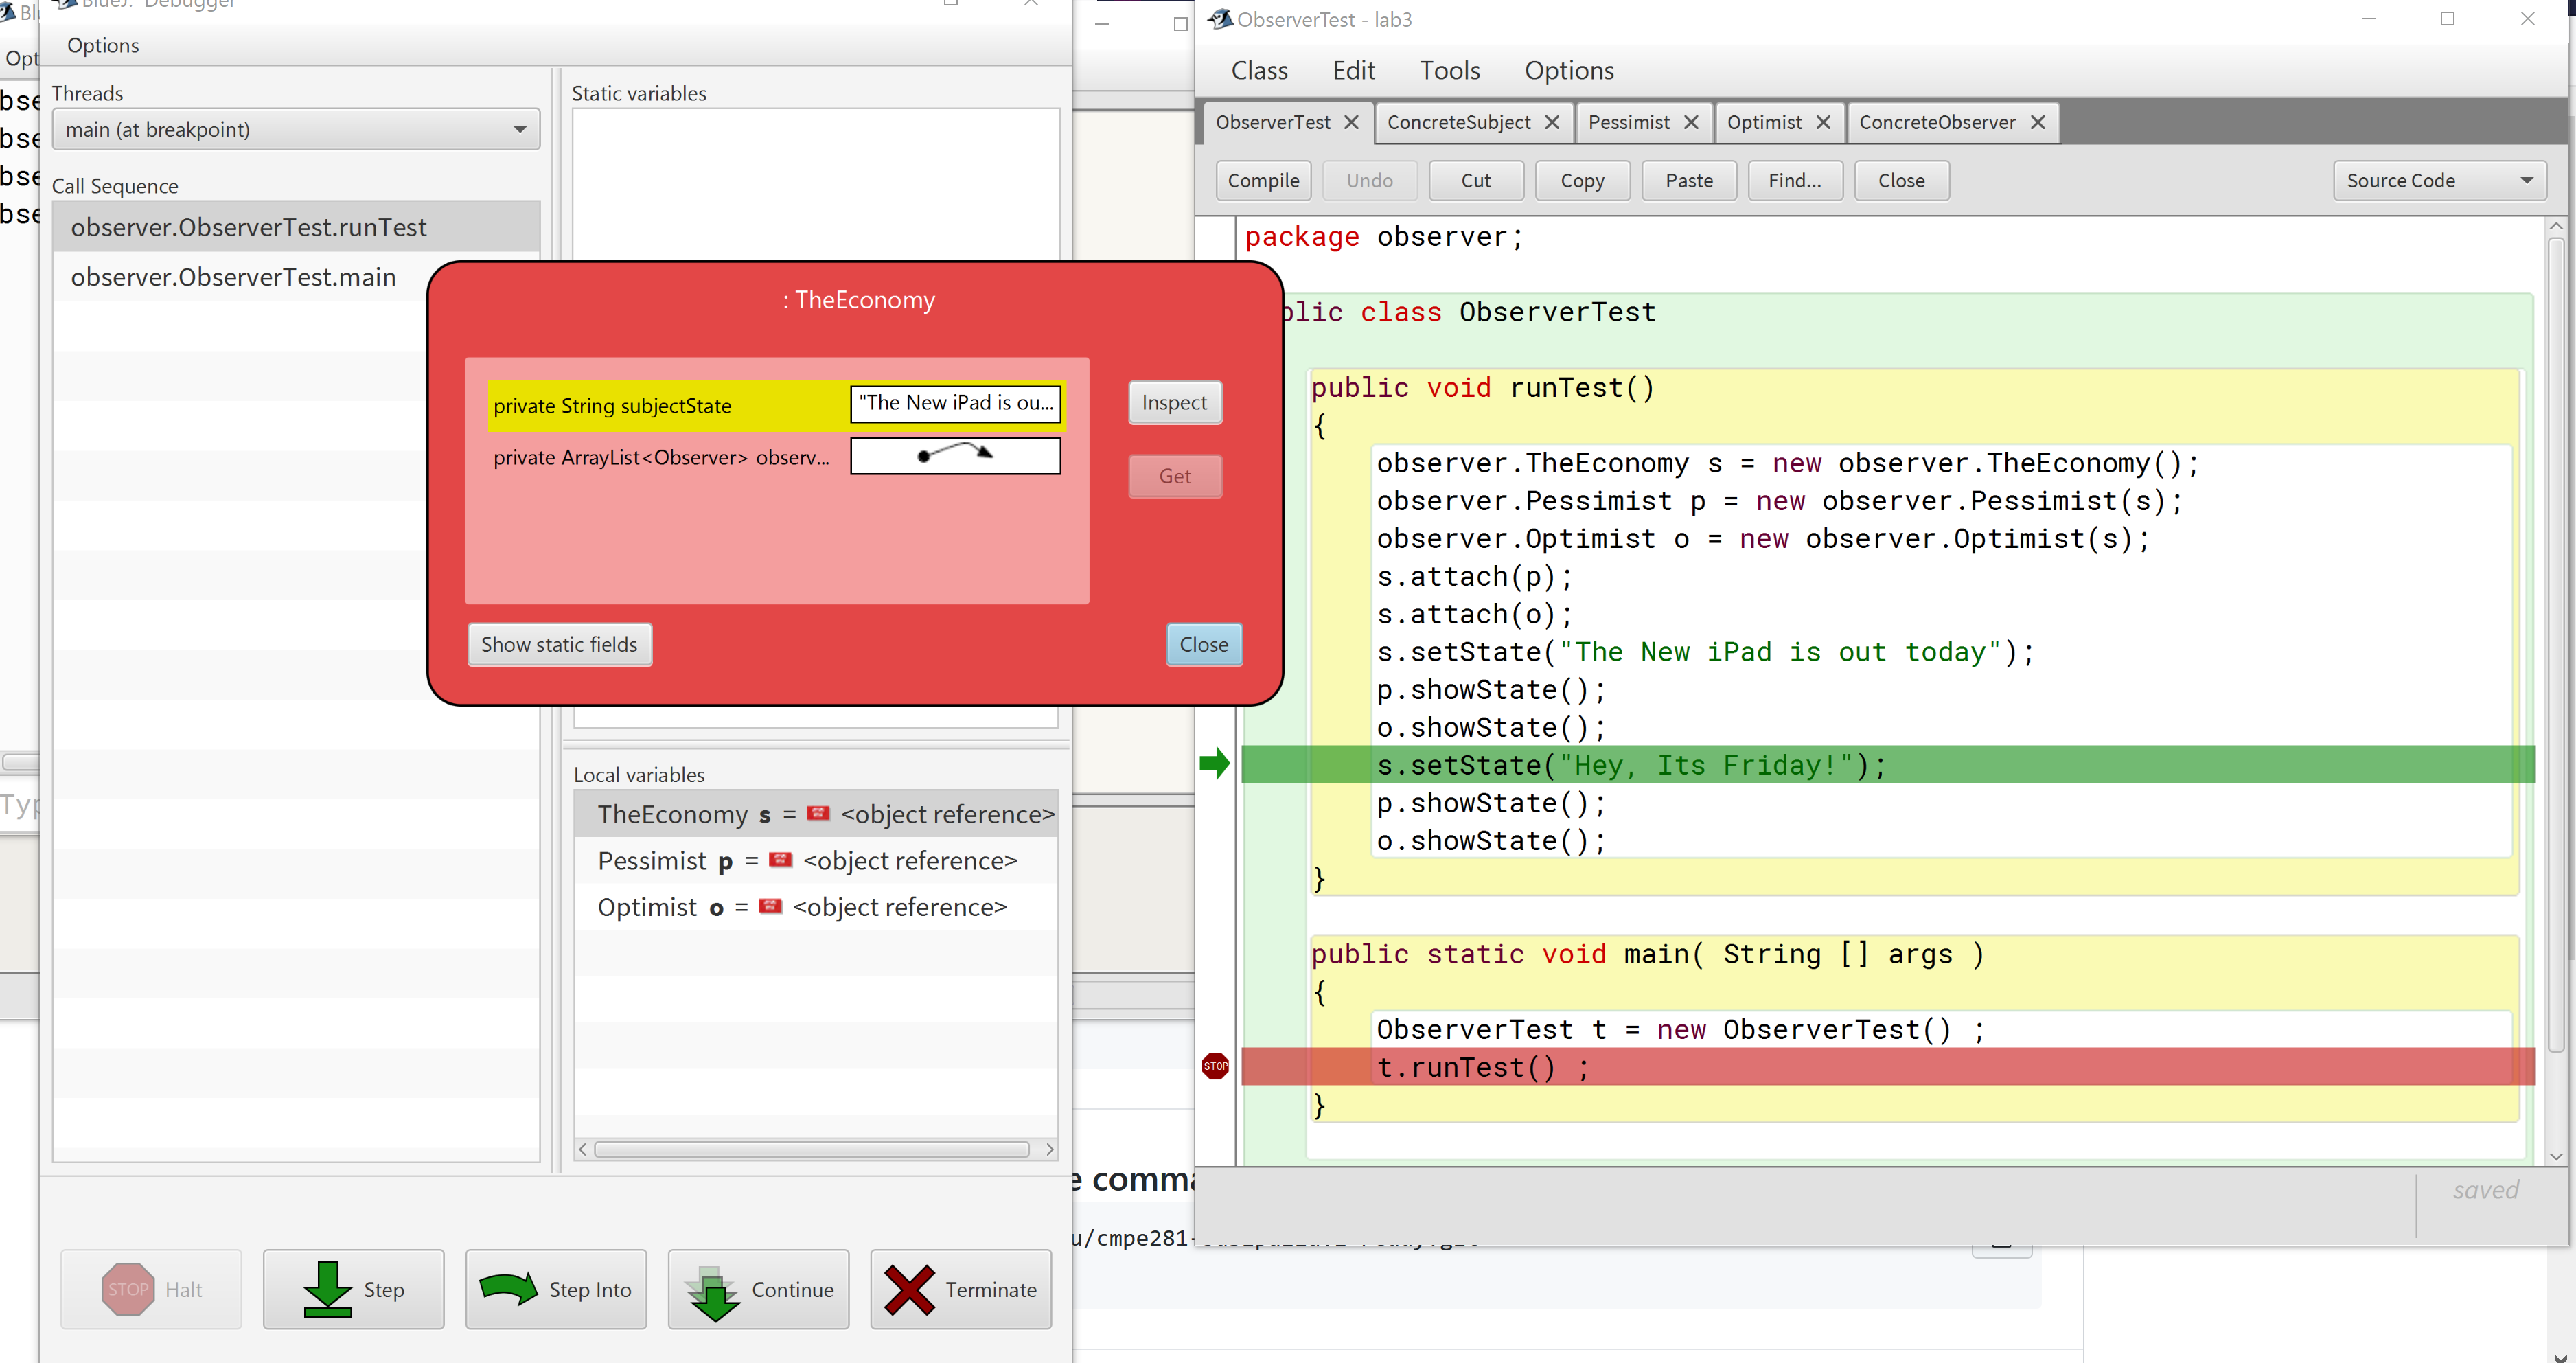 BlueJ: Debugger
Options
Threads
main (at breakpoint)
Call Sequence
observer.ObserverTest.runTest
observer.ObserverTest.main
Static variables
: TheEconomy
private String subjectState
"The New iPad is ou...
private ArrayList<Observer> observ...
Inspect
Get
Show static fields
Close
Local variables
TheEconomy s = <object reference>
Pessimist p = <object reference>
Optimist o = <object reference>
STOP Halt
Step
Step Into
Continue
Terminate
Opt
bse
bse
bse
bse
Typ
e comma
u/cmpe281-
ObserverTest - lab3
Class Edit Tools Options
ObserverTest ConcreteSubject Pessimist Optimist ConcreteObserver
Compile Undo Cut Copy Paste Find... Close Source Code
package observer;
blic class ObserverTest
public void runTest()
{
observer.TheEconomy s = new observer.TheEconomy();
observer.Pessimist p = new observer.Pessimist(s);
observer.Optimist o = new observer.Optimist(s);
s.attach(p);
s.attach(o);
s.setState("The New iPad is out today");
p.showState();
o.showState();
s.setState("Hey, Its Friday!");
p.showState();
o.showState();
}
public static void main( String [] args )
{
ObserverTest t = new ObserverTest() ;
STOP t.runTest() ;
}
saved